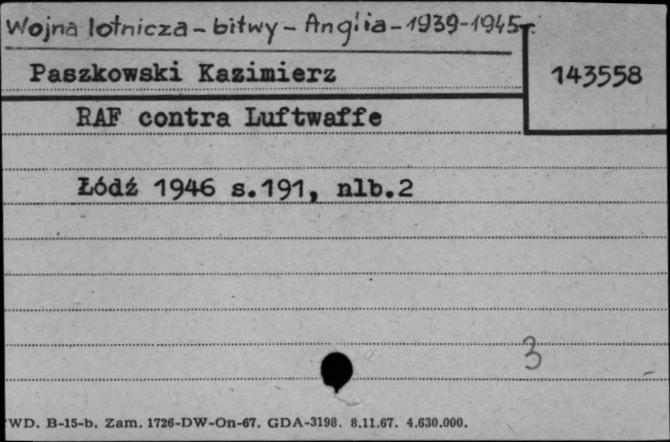 Wojna lotnicza - bitwy - Anglia - 1939-1945 r.
Paszkowski Kazimierz
143558
RAF contra Luftwaffe
Łódź 1946 s.191, nlb.2
3
WD. B-15-b. Zam. 1726-DW-On-67. GDA-3198. 8.11.67. 4.630.000.